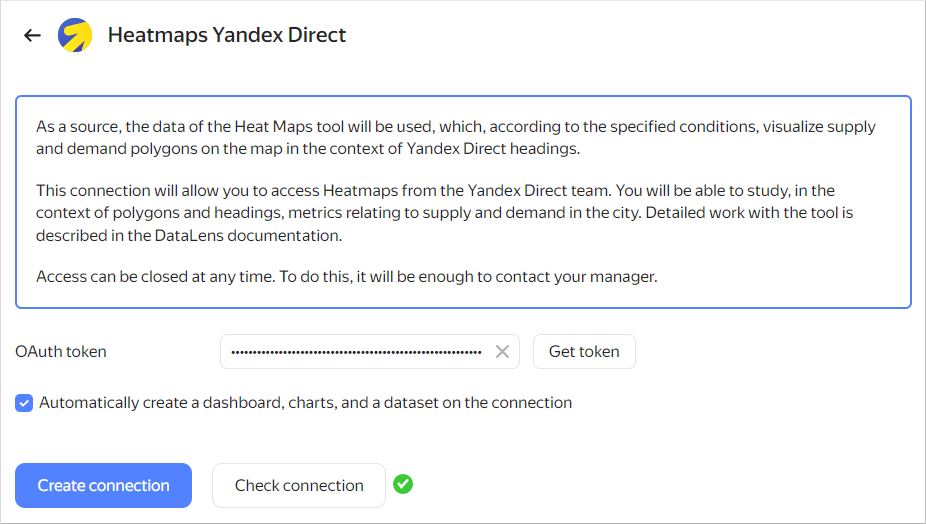 Heatmaps Yandex Direct
As a source, the data of the Heat Maps tool will be used, which, according to the specified conditions, visualize supply
and demand polygons on the map in the context of Yandex Direct headings.
This connection will allow you to access Heatmaps from the Yandex Direct team. You will be able to study, in the
context of polygons and headings, metrics relating to supply and demand in the city. Detailed work with the tool is
described in the DataLens documentation.
Access can be closed at any time. To do this, it will be enough to contact your manager.
OAuth token
Get token
Automatically create a dashboard, charts, and a dataset on the connection
Create connection
Check connection